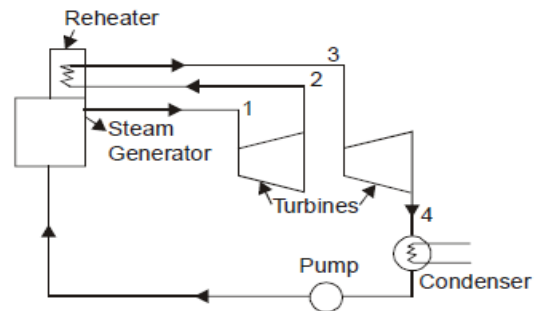 Reheater
3
2
1
Steam
Generator
Turbines
4
Pump
Condenser